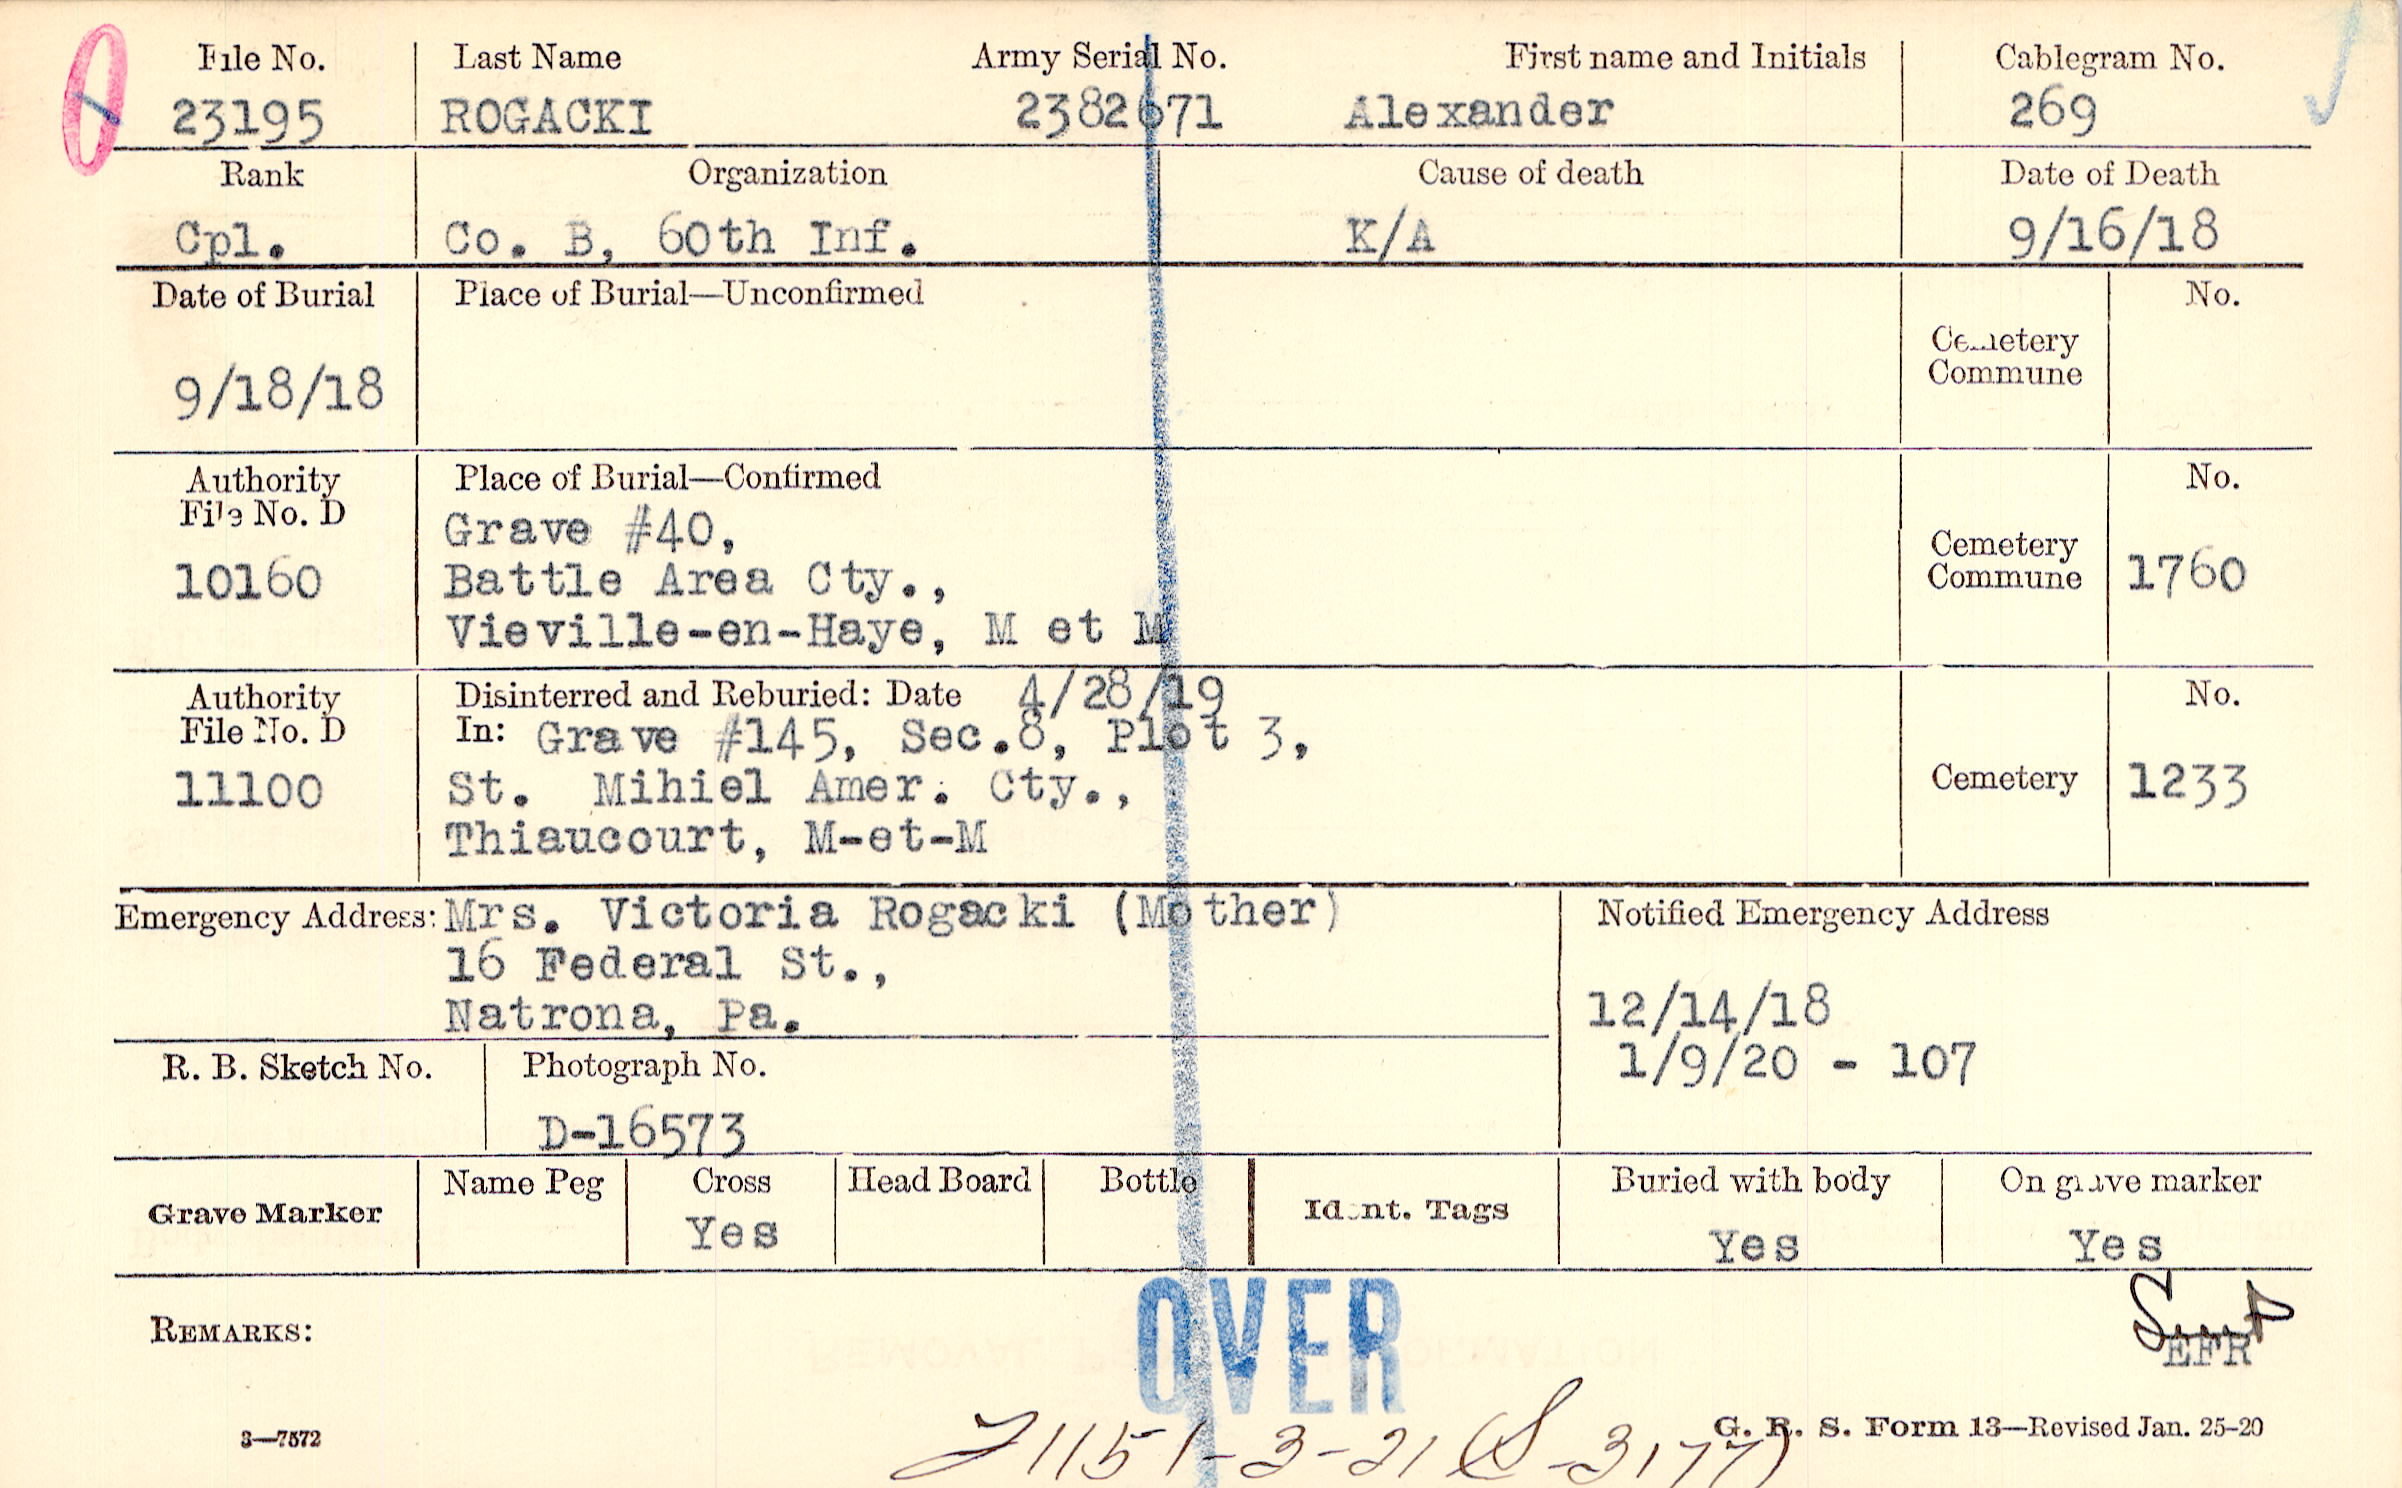 File No. Last Name Army Serial No. First name and Initials Cablegram No.
23195 ROGACKI 2382671 Alexander 269
Rank Organization Cause of death Date of Death
Cpl. Co. B, 60th Inf. K/A 9/16/18
Date of Burial Place of Burial—Unconfirmed No.
Cemetery
Commune
9/18/18
Authority Place of Burial—Confirmed No.
File No. D
Grave #40,
Cemetery
10160 Battle Area Cty., Commune 1760
Vieville-en-Haye, M et M
Authority Disinterred and Reburied: Date 4/28/19 No.
File No. D In: Grave #145, Sec.8, Plot 3,
11100 St. Mihiel Amer. Cty., Cemetery 1233
Thiaucourt, M-et-M
Emergency Address: Mrs. Victoria Rogacki (Mother) Notified Emergency Address
16 Federal St.,
Natrona, Pa. 12/14/18
R. B. Sketch No. Photograph No. 1/9/20 - 107
D-16573
Grave Marker Name Peg Cross Head Board Bottle Ident. Tags Buried with body On grave marker
Yes Yes Yes
OVER
REMARKS:
EFR
3—7572 G. R. S. Form 13—Revised Jan. 25-20